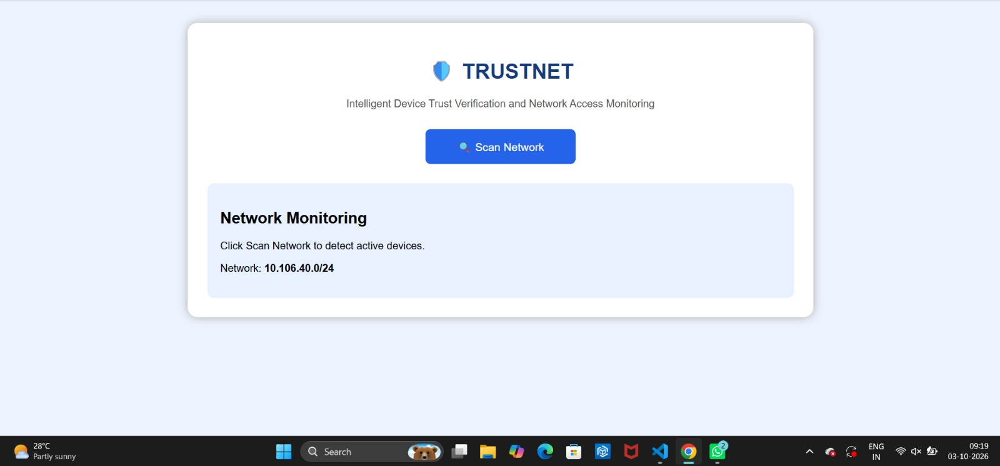 TRUSTNET
Intelligent Device Trust Verification and Network Access Monitoring
Scan Network
Network Monitoring
Click Scan Network to detect active devices.
Network: 10.106.40.0/24
28°C
Partly sunny
Search
2
ENG
IN
09:19
03-10-2026